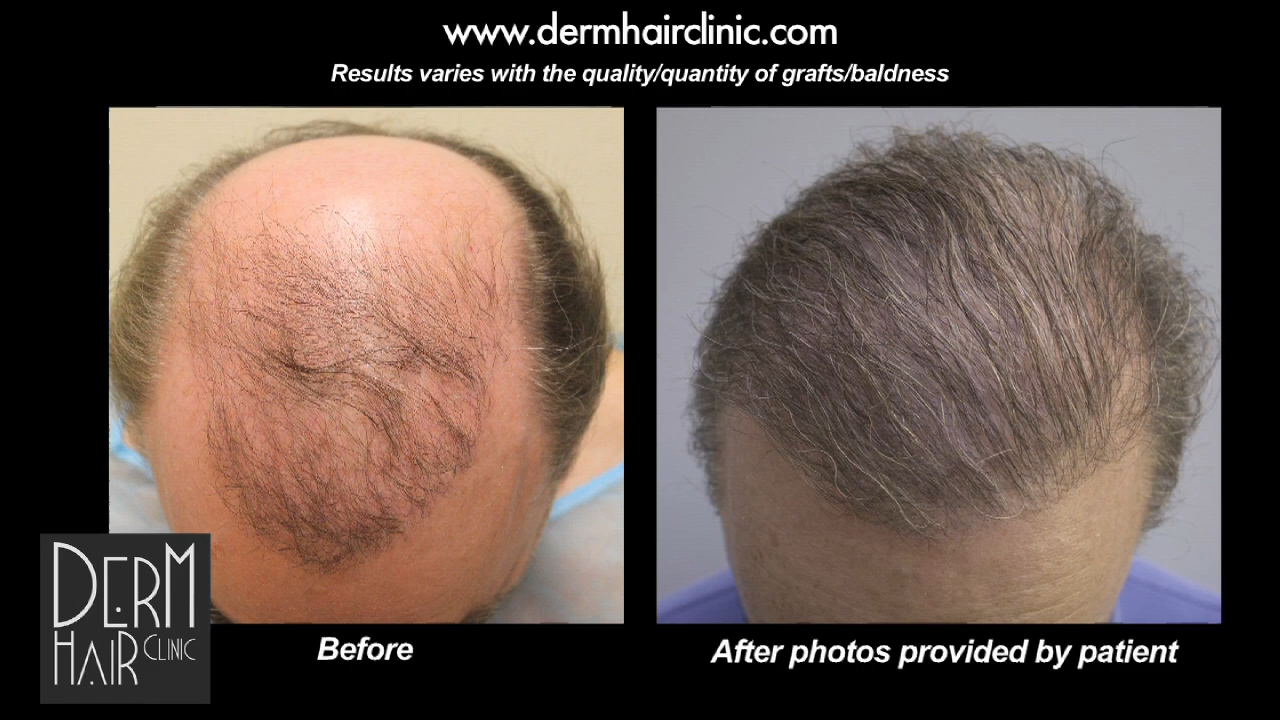 www.dermhairclinic.com
Results varies with the quality/quantity of grafts/baldness
DERM
HAIR CLINIC
Before
After photos provided by patient